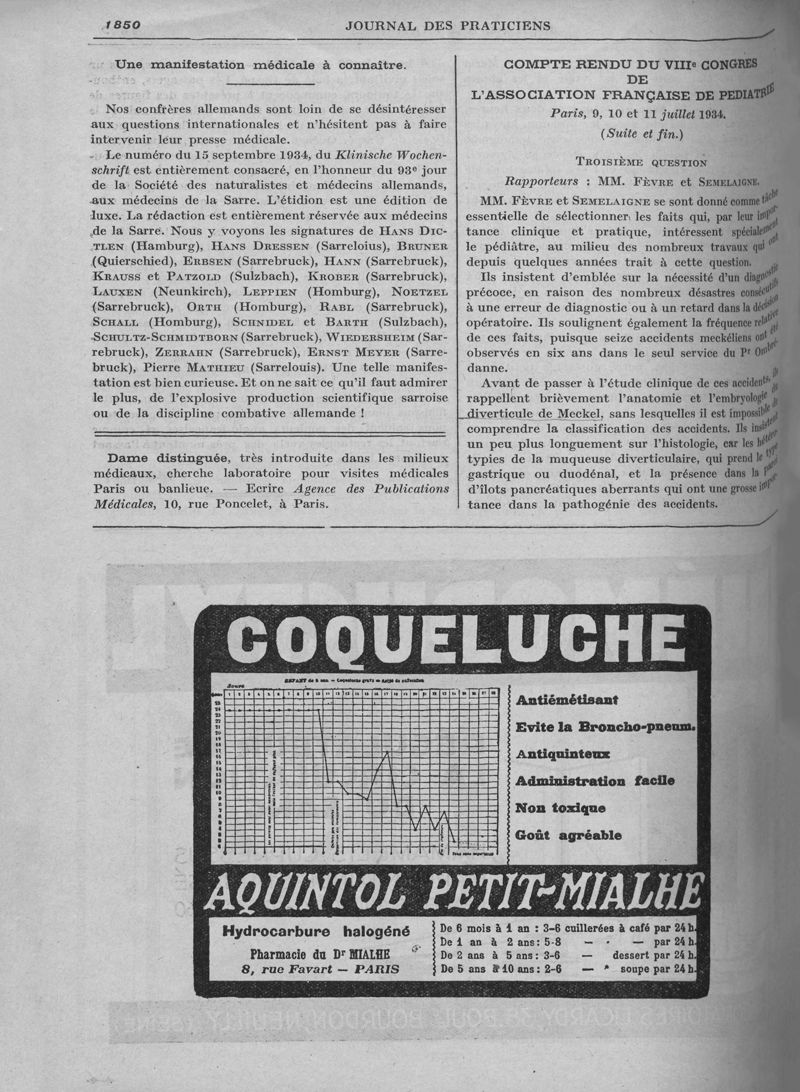 1850
JOURNAL DES PRATICIENS
Une manifestation médicale à connaître.
Nos confrères allemands sont loin de se désintéresser
aux questions internationales et n'hésitent pas à faire
intervenir leur presse médicale.
Le numéro du 15 septembre 1934, du Klinische Wochen-
schrift est entièrement consacré, en l'honneur du 93e jour
de la Société des naturalistes et médecins allemands,
aux médecins de la Sarre. L'étidion est une édition de
luxe. La rédaction est entièrement réservée aux médecins
de la Sarre. Nous y voyons les signatures de HANS DIC-
TLEN (Hamburg), HANS DRESSEN (Sarreloius), BRUNER
(Quierschied), ERBSEN (Sarrebruck), HANN (Sarrebruck),
KRAUSS et PATZOLD (Sulzbach), KROBER (Sarrebruck),
LAUXEN (Neunkirch), LEPPIEN (Homburg), NOETZEL
(Sarrebruck), ORTH (Homburg), RABL (Sarrebruck),
SCHALL (Homburg), SCHNIDEL et BARTH (Sulzbach),
SCHULTZ-SCHMIDTBORN (Sarrebruck), WIEDERSHEIM (Sar-
rebruck), ZERRAHN (Sarrebruck), ERNST MEYER (Sarre-
bruck), Pierre MATHIEU (Sarrelouis). Une telle manifes-
tation est bien curieuse. Et on ne sait ce qu'il faut admirer
le plus, de l'explosive production scientifique sarroise
ou de la discipline combative allemande !
Dame distinguée, très introduite dans les milieux
médicaux, cherche laboratoire pour visites médicales
Paris ou banlieue. — Ecrire Agence des Publications
Médicales, 10, rue Poncelet, à Paris.
COMPTE RENDU DU VIIIe CONGRES
DE
L'ASSOCIATION FRANÇAISE DE PEDIATRIE
Paris, 9, 10 et 11 juillet 1934.
(Suite et fin.)
TROISIÈME QUESTION
Rapporteurs : MM. FÈVRE et SEMELAIGNE.
MM. FÈVRE et SEMELAIGNE se sont donné comme tâche
essentielle de sélectionner les faits qui, par leur impor
tance clinique et pratique, intéressent spécialement
le pédiâtre, au milieu des nombreux travaux qui ont
depuis quelques années trait à cette question.
Ils insistent d'emblée sur la nécessité d'un diagnostic
précoce, en raison des nombreux désastres consécutifs
à une erreur de diagnostic ou à un retard dans la décision
opératoire. Ils soulignent également la fréquence relative
de ces faits, puisque seize accidents meckéliens ont été
observés en six ans dans le seul service du Pr Ombré
danne.
Avant de passer à l'étude clinique de ces accidents, ils
rappellent brièvement l'anatomie et l'embryologie du
diverticule de Meckel, sans lesquelles il est impossible de
comprendre la classification des accidents. Ils insistent
un peu plus longuement sur l'histologie, car les hétéro
typies de la muqueuse diverticulaire, qui prend le type
gastrique ou duodénal, et la présence dans la paroi
d'îlots pancréatiques aberrants qui ont une grosse impor
tance dans la pathogénie des accidents.
COQUELUCHE
ENFANT de 5 ans — Coqueluche grave —
Jours
Antiémétisant
Evite la Broncho-pneum.
Antiquinteux
Administration facile
Non toxique
Goût agréable
AQUINTOL PETIT-MIALHE
Hydrocarbure halogéné
Pharmacie du Dr MIALHE
8, rue Favart — PARIS
De 6 mois à 1 an : 3-6 cuillerées à café par 24 h.
De 1 an à 2 ans : 5-8 — · — par 24 h.
De 2 ans à 5 ans : 3-6 — dessert par 24 h.
De 5 ans à 10 ans : 2-6 — " soupe par 24 h.